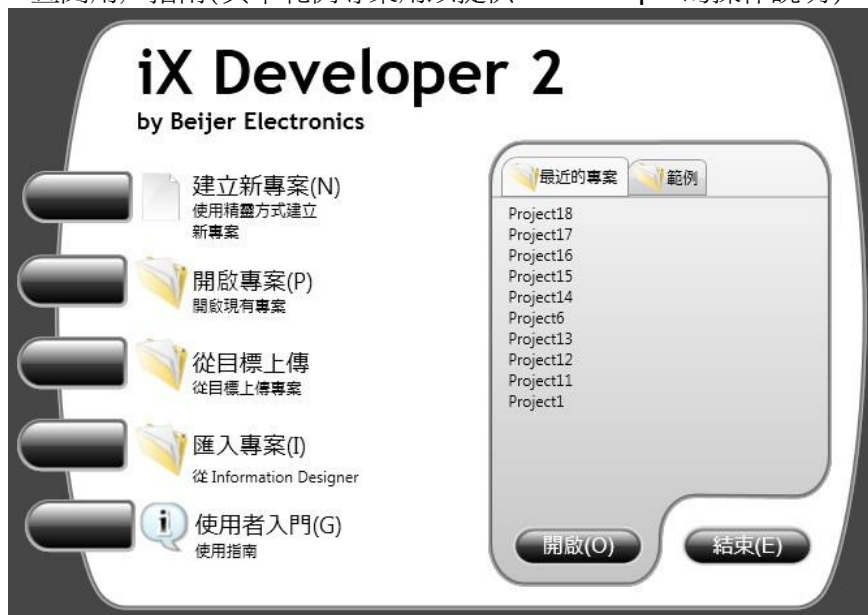 iX Developer 2
by Beijer Electronics
建立新專案(N)
使用精靈方式建立
新專案
開啟專案(P)
開啟現有專案
從目標上傳
從目標上傳專案
匯入專案(I)
從 Information Designer
使用者入門(G)
使用指南
最近的專案
範例
Project18
Project17
Project16
Project15
Project14
Project6
Project13
Project12
Project11
Project1
開啟(O)
結束(E)